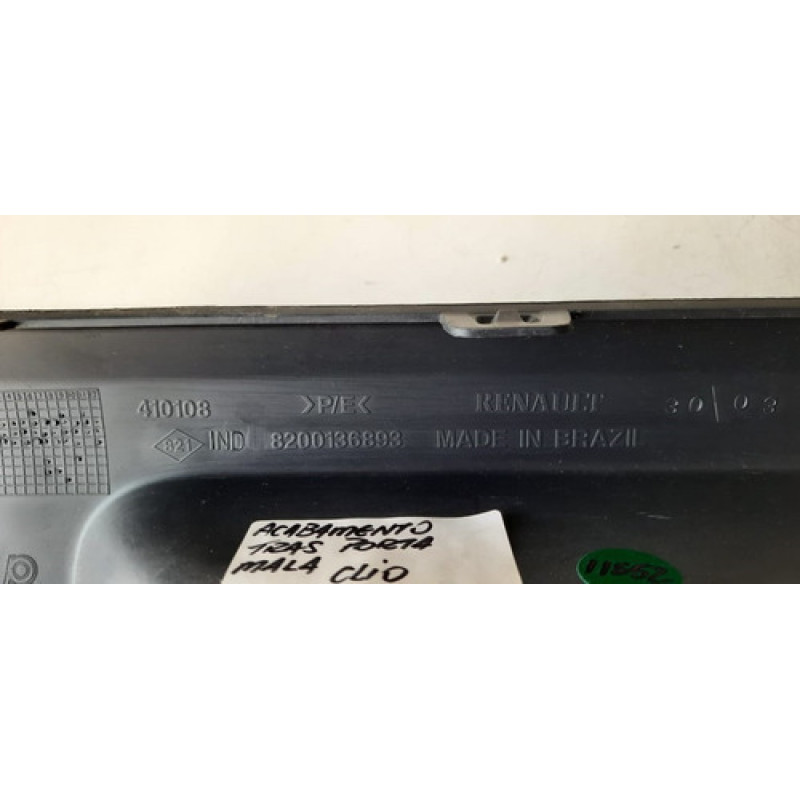 410108 >P/E< RENAULT 30/03
821 IND 8200136893 MADE IN BRAZIL
ACABAMENTO
TRAS PORTA
MALA CLIO